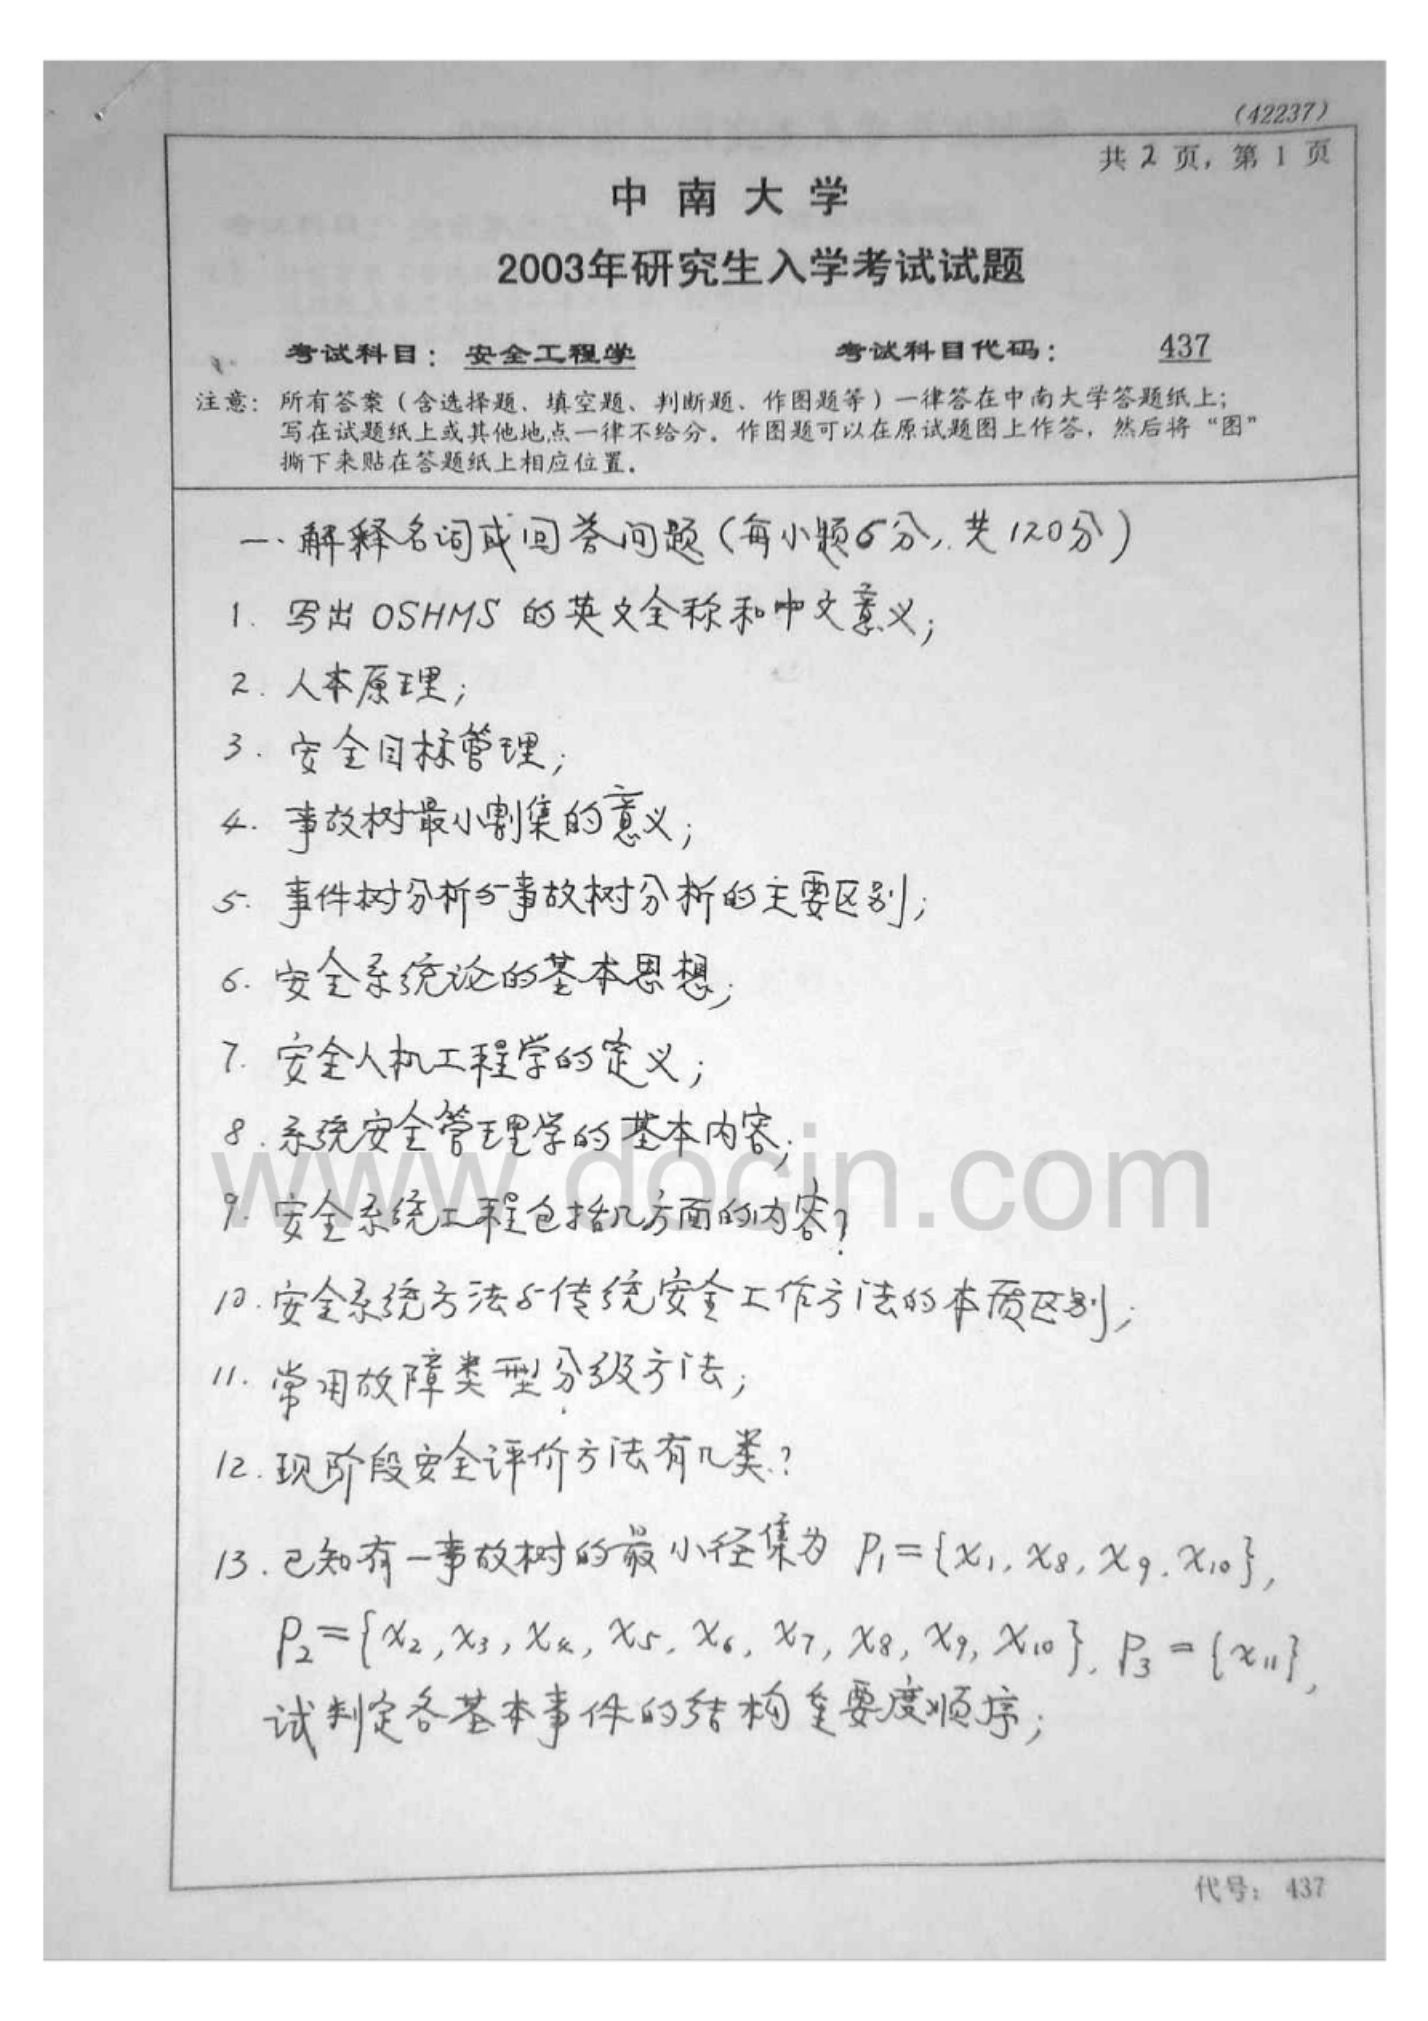 (42237)
共 2 页，第 1 页
中 南 大 学
2003年研究生入学考试试题
考试科目：安全工程学 考试科目代码： 437
注意：所有答案（含选择题、填空题、判断题、作图题等）一律答在中南大学答题纸上；
写在试题纸上或其他地点一律不给分。作图题可以在原试题图上作答，然后将“图”
撕下来贴在答题纸上相应位置。
一.解释名词或回答问题（每小题6分，共120分）
1. 写出OSHMS的英文全称和中文意义；
2. 人本原理；
3. 安全目标管理；
4. 事故树最小割集的意义；
5. 事件树分析与事故树分析的主要区别；
6. 安全系统论的基本思想；
7. 安全人机工程学的定义；
8. 系统安全管理学的基本内容；
www.docin.com
9. 安全系统工程包括几方面的内容？
10. 安全系统方法与传统安全工作方法的本质区别；
11. 常用故障类型分级方法；
12. 现阶段安全评价方法有几类？
13. 已知有一事故树的最小径集为 P₁={x₁, x₈, x₉, x₁₀},
P₂={x₂, x₃, x₄, x₅, x₆, x₇, x₈, x₉, x₁₀}, P₃={x₁₁},
试判定各基本事件的结构重要度顺序；
代号： 437